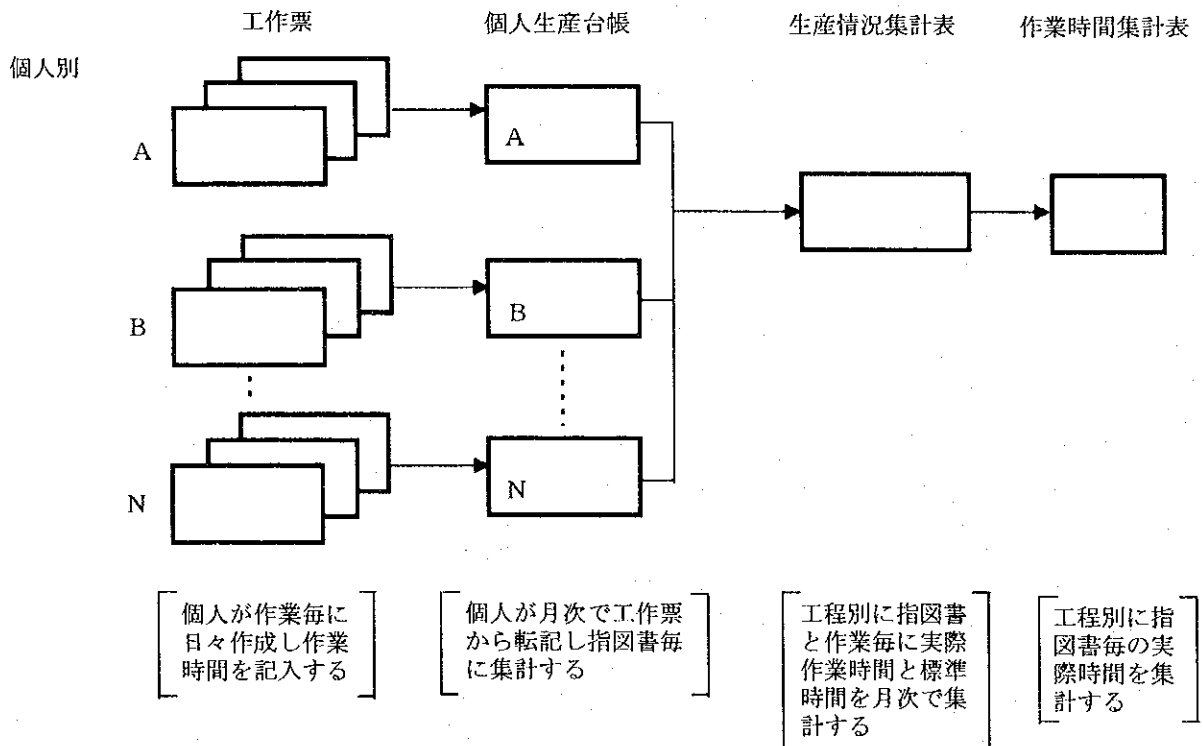 工作票
個人生産台帳
生産情況集計表
作業時間集計表
個人別
A
A
B
B
N
N
個人が作業毎に
日々作成し作業
時間を記入する
個人が月次で工作票
から転記し指図書毎
に集計する
工程別に指図書
と作業毎に実際
作業時間と標準
時間を月次で集
計する
工程別に指
図書毎の実
際時間を集
計する